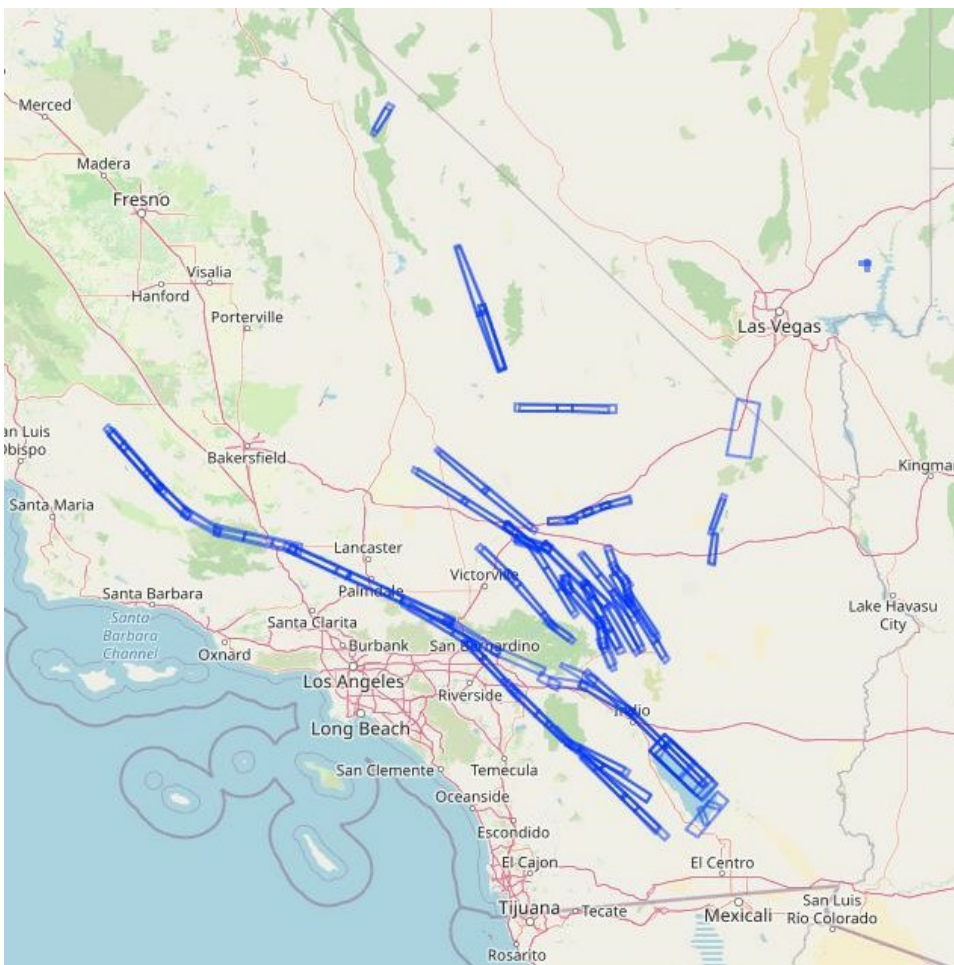 Merced
Madera
Fresno
Visalia
Hanford
Porterville
Las Vegas
an Luis
Obispo
Bakersfield
Kingma
Santa Maria
Lancaster
Palmdale
Victorville
Santa Barbara
Santa Clarita
Lake Havasu
City
Santa
Barbara
Channel
Oxnard
Burbank
San Bernardino
Los Angeles
Riverside
Indio
Long Beach
San Clemente
Temecula
Oceanside
Escondido
El Cajon
El Centro
Tijuana
Tecate
Mexicali
San Luis
Río Colorado
Rosarito